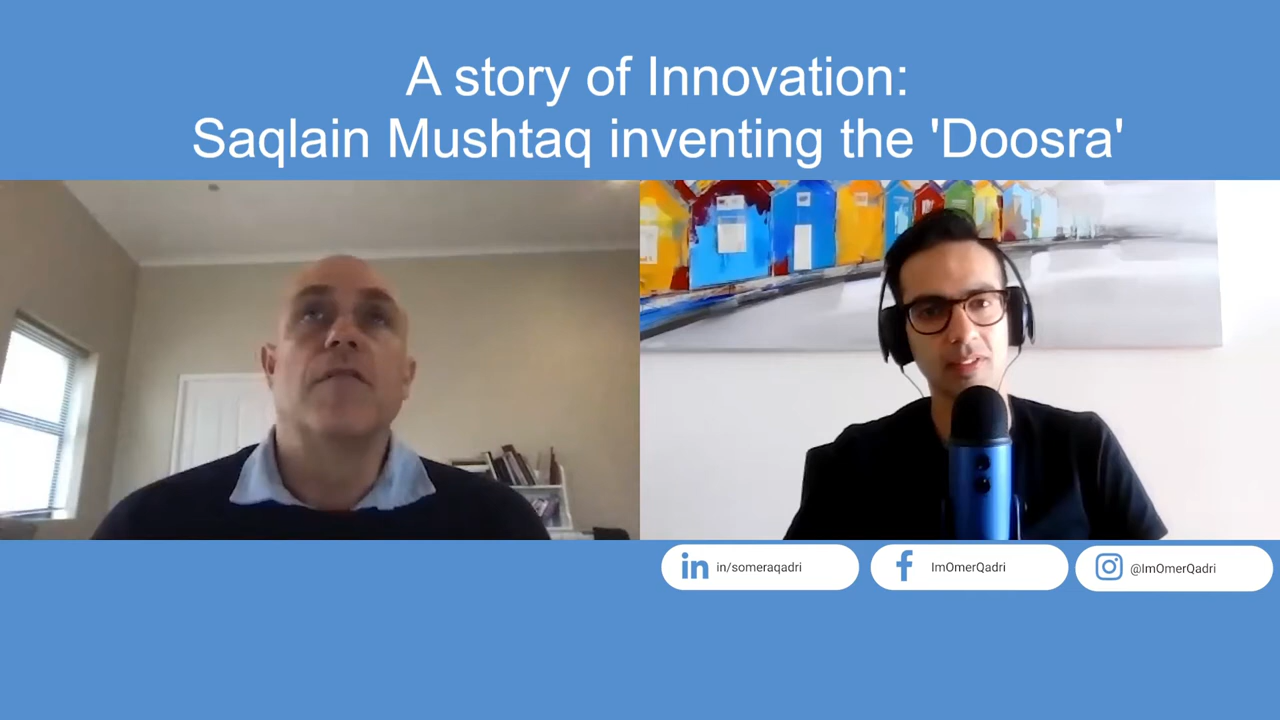 A story of Innovation:
Saqlain Mushtaq inventing the 'Doosra'
in/someraqadri
ImOmerQadri
@ImOmerQadri